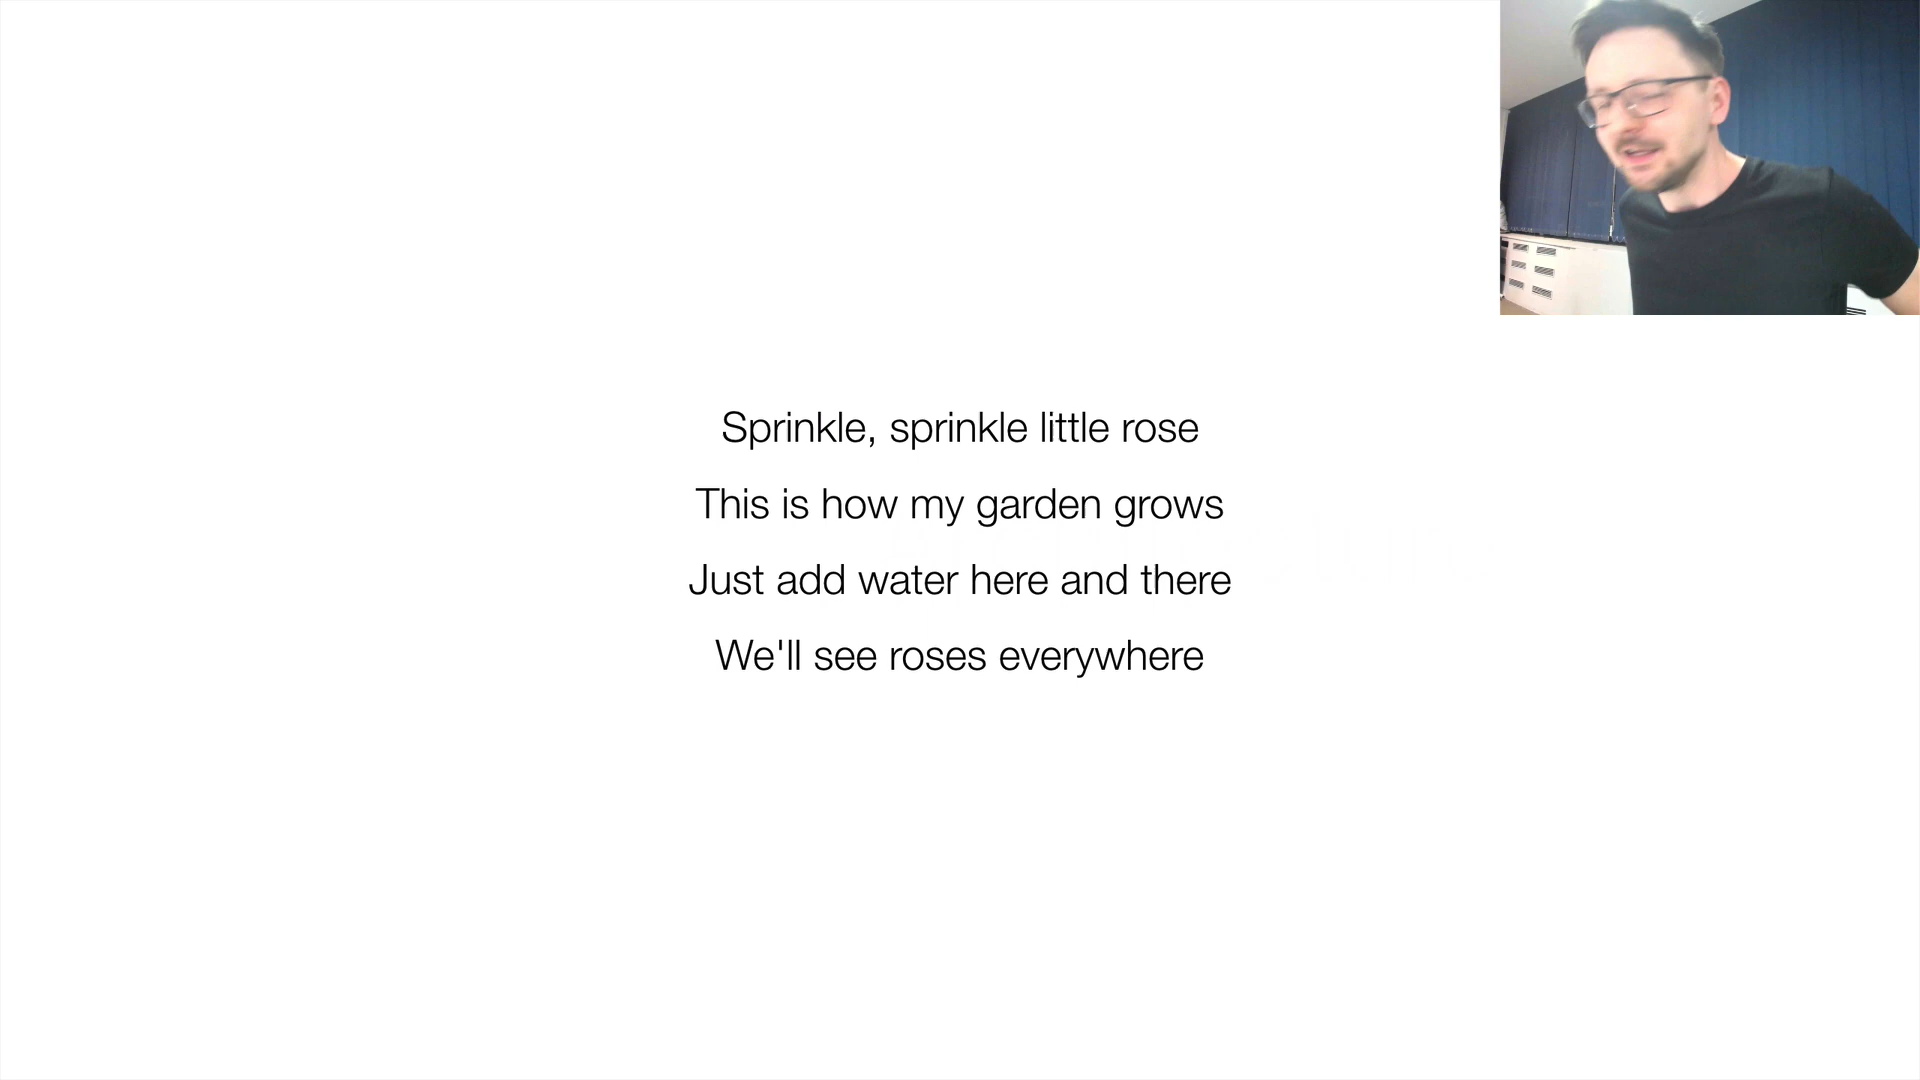 Sprinkle, sprinkle little rose
This is how my garden grows
Just add water here and there
We'll see roses everywhere